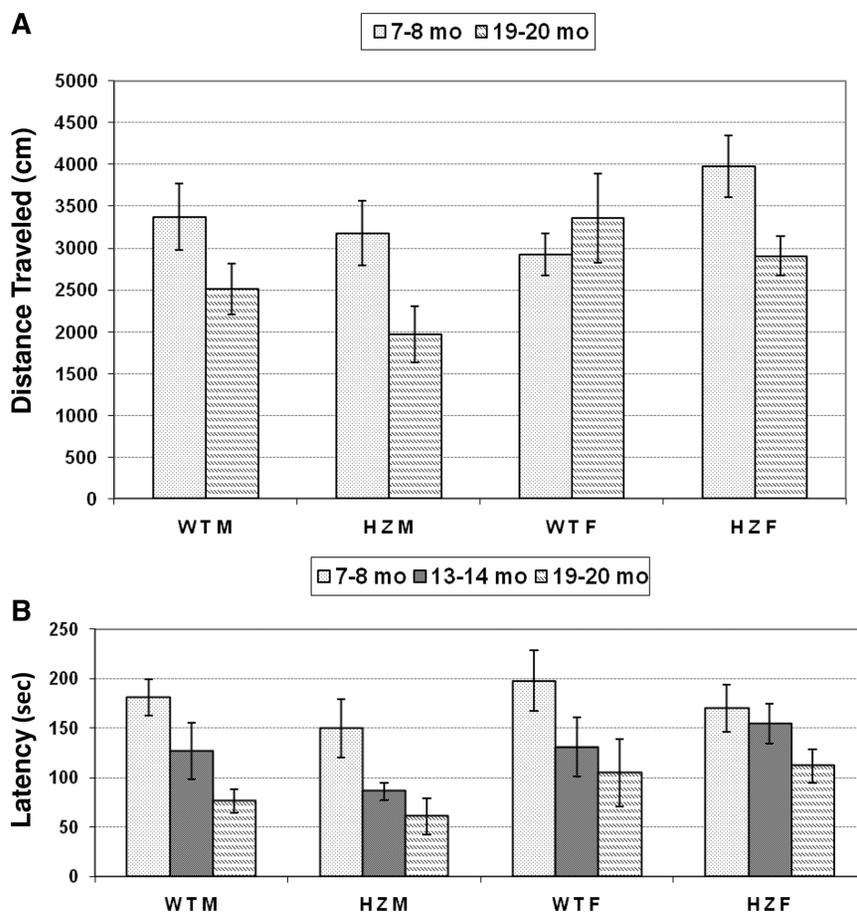 A
7-8 mo 19-20 mo
5000
4500
4000
3500
3000
2500
2000
1500
1000
500
0
Distance Traveled (cm)
WTM HZM WTF HZF
B
7-8 mo 13-14 mo 19-20 mo
250
200
150
100
50
0
Latency (sec)
WTM HZM WTF HZF